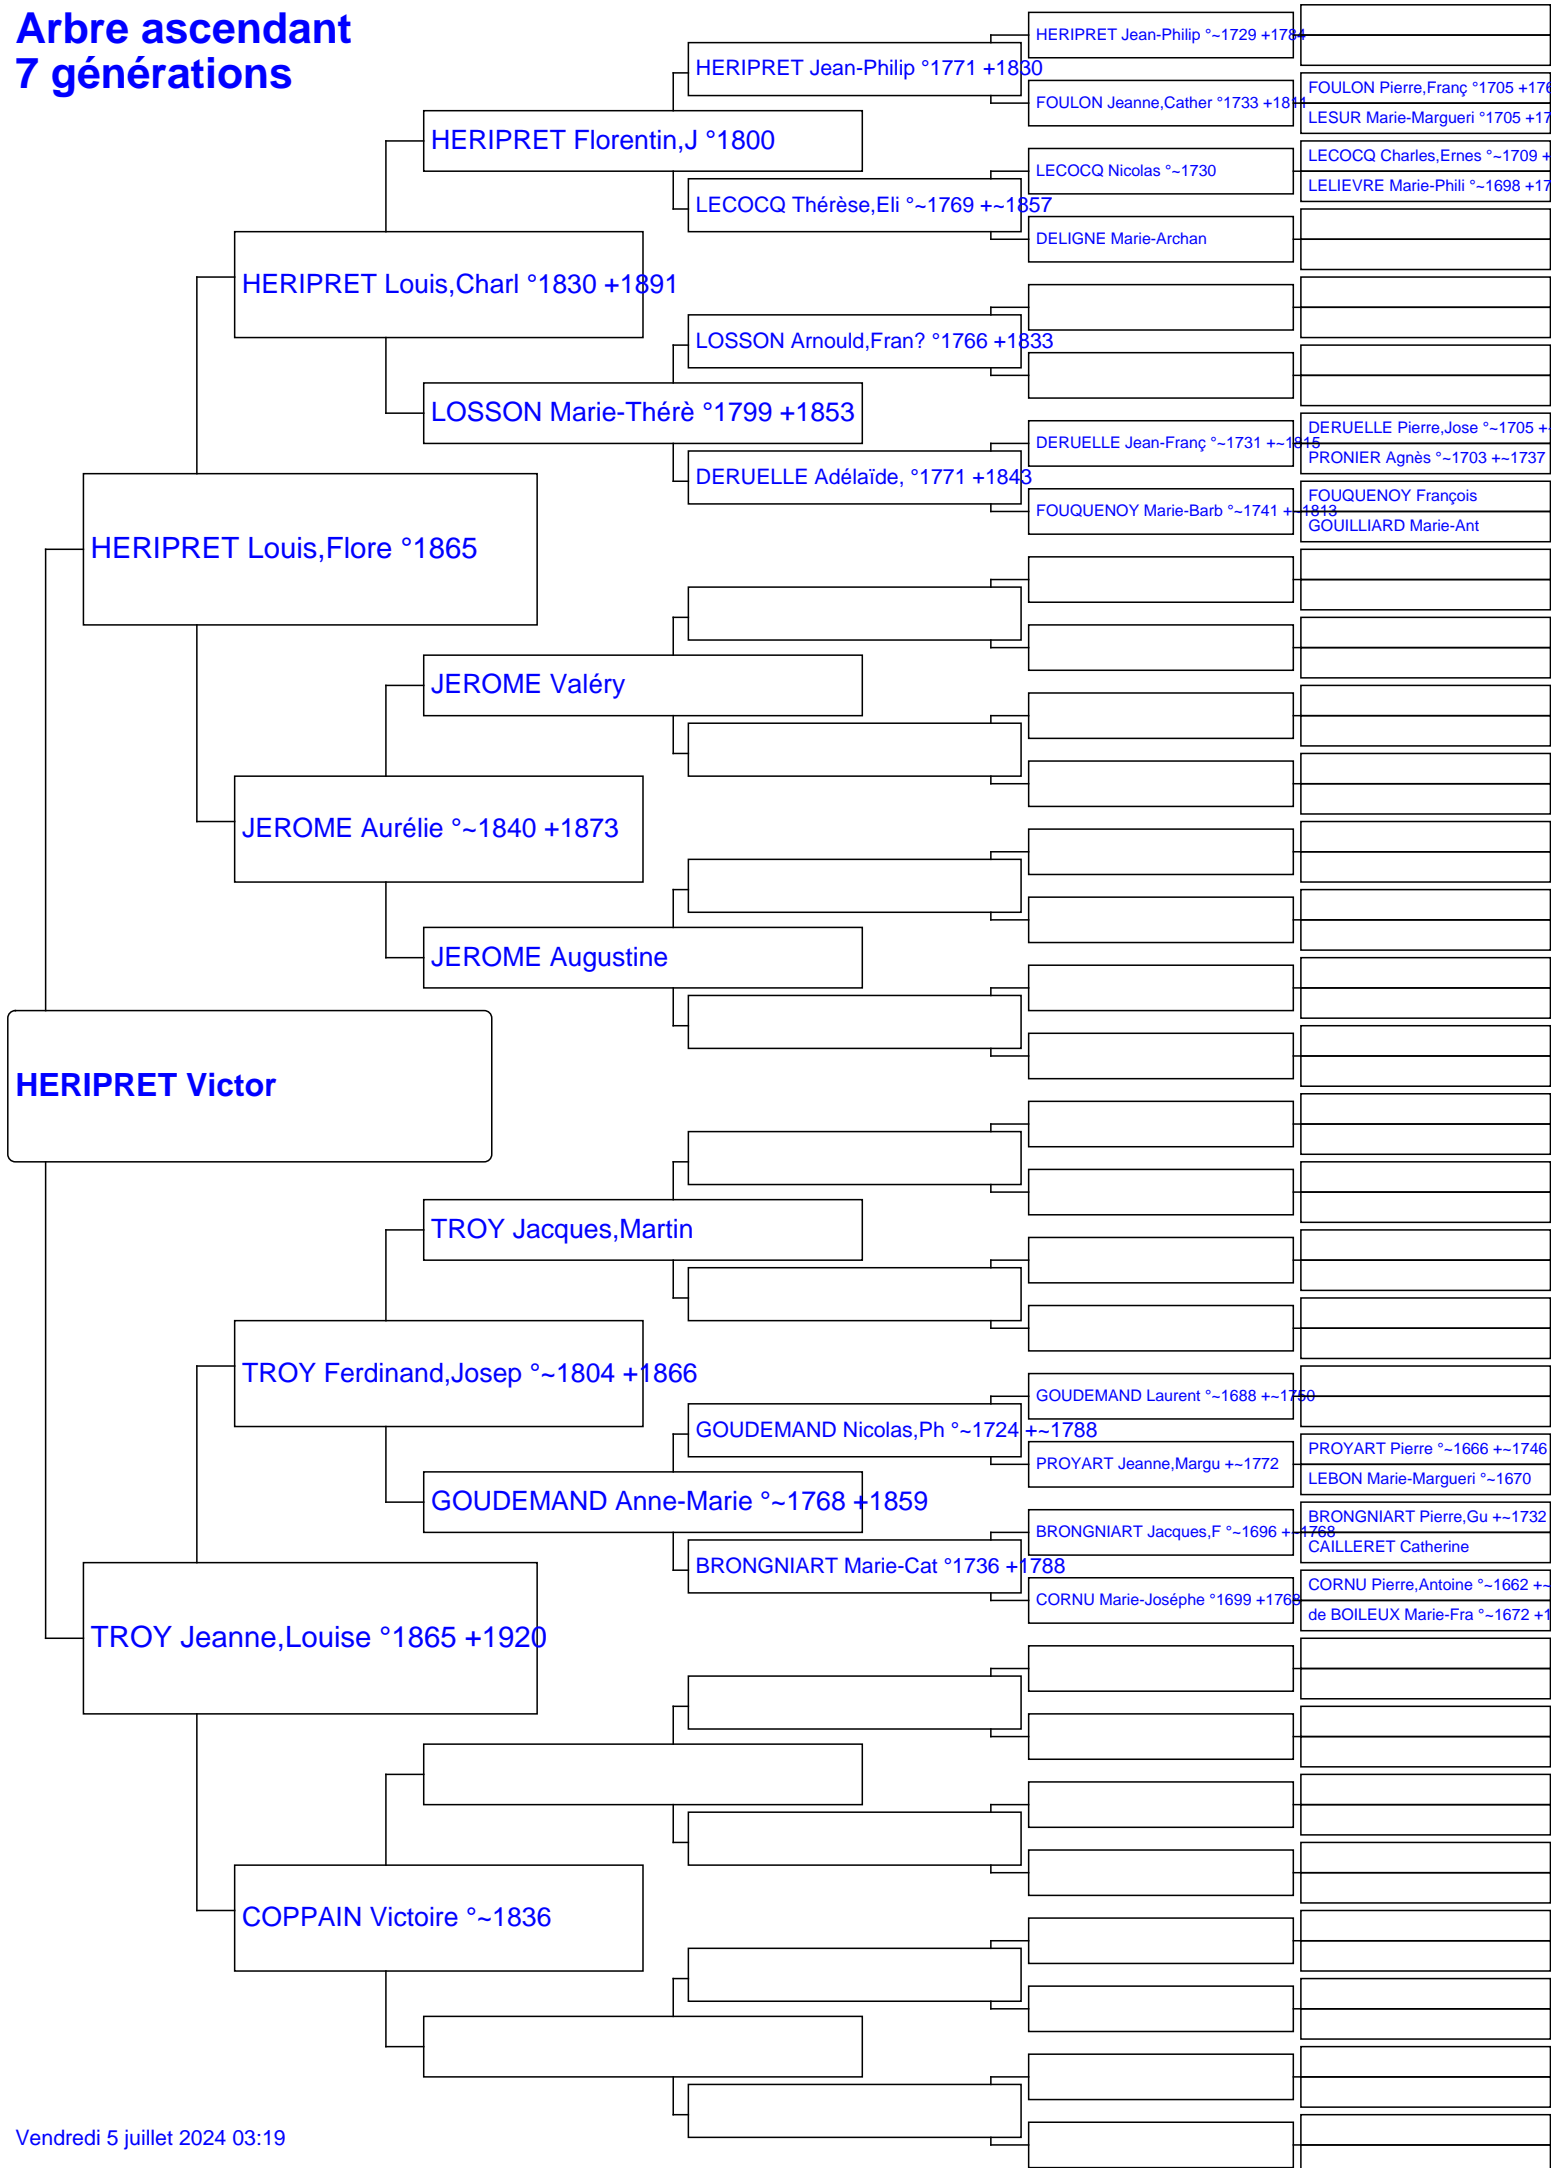 Arbre ascendant
7 générations
HERIPRET Victor
HERIPRET Louis,Flore °1865
TROY Jeanne,Louise °1865 +1920
HERIPRET Louis,Charl °1830 +1891
JEROME Aurélie °~1840 +1873
TROY Ferdinand,Josep °~1804 +1866
COPPAIN Victoire °~1836
HERIPRET Florentin,J °1800
LOSSON Marie-Thérè °1799 +1853
JEROME Valéry
JEROME Augustine
TROY Jacques,Martin
GOUDEMAND Anne-Marie °~1768 +1859
HERIPRET Jean-Philip °1771 +1830
LECOCQ Thérèse,Eli °~1769 +~1857
LOSSON Arnould,Fran? °1766 +1833
DERUELLE Adélaïde, °1771 +1843
GOUDEMAND Nicolas,Ph °~1724 +~1788
BRONGNIART Marie-Cat °1736 +1788
HERIPRET Jean-Philip °~1729 +1784
FOULON Jeanne,Cather °1733 +1811
LECOCQ Nicolas °~1730
DELIGNE Marie-Archan
DERUELLE Jean-Franç °~1731 +~1815
FOUQUENOY Marie-Barb °~1741 +~1813
GOUDEMAND Laurent °~1688 +~1750
PROYART Jeanne,Margu +~1772
BRONGNIART Jacques,F °~1696 +~1768
CORNU Marie-Joséphe °1699 +1768
FOULON Pierre,Franç °1705 +176
LESUR Marie-Margueri °1705 +17
LECOCQ Charles,Ernes °~1709 +
LELIEVRE Marie-Phili °~1698 +17
DERUELLE Pierre,Jose °~1705 +
PRONIER Agnès °~1703 +~1737
FOUQUENOY François
GOUILLIARD Marie-Ant
PROYART Pierre °~1666 +~1746
LEBON Marie-Margueri °~1670
BRONGNIART Pierre,Gu +~1732
CAILLERET Catherine
CORNU Pierre,Antoine °~1662 +~
de BOILEUX Marie-Fra °~1672 +1
Vendredi 5 juillet 2024 03:19